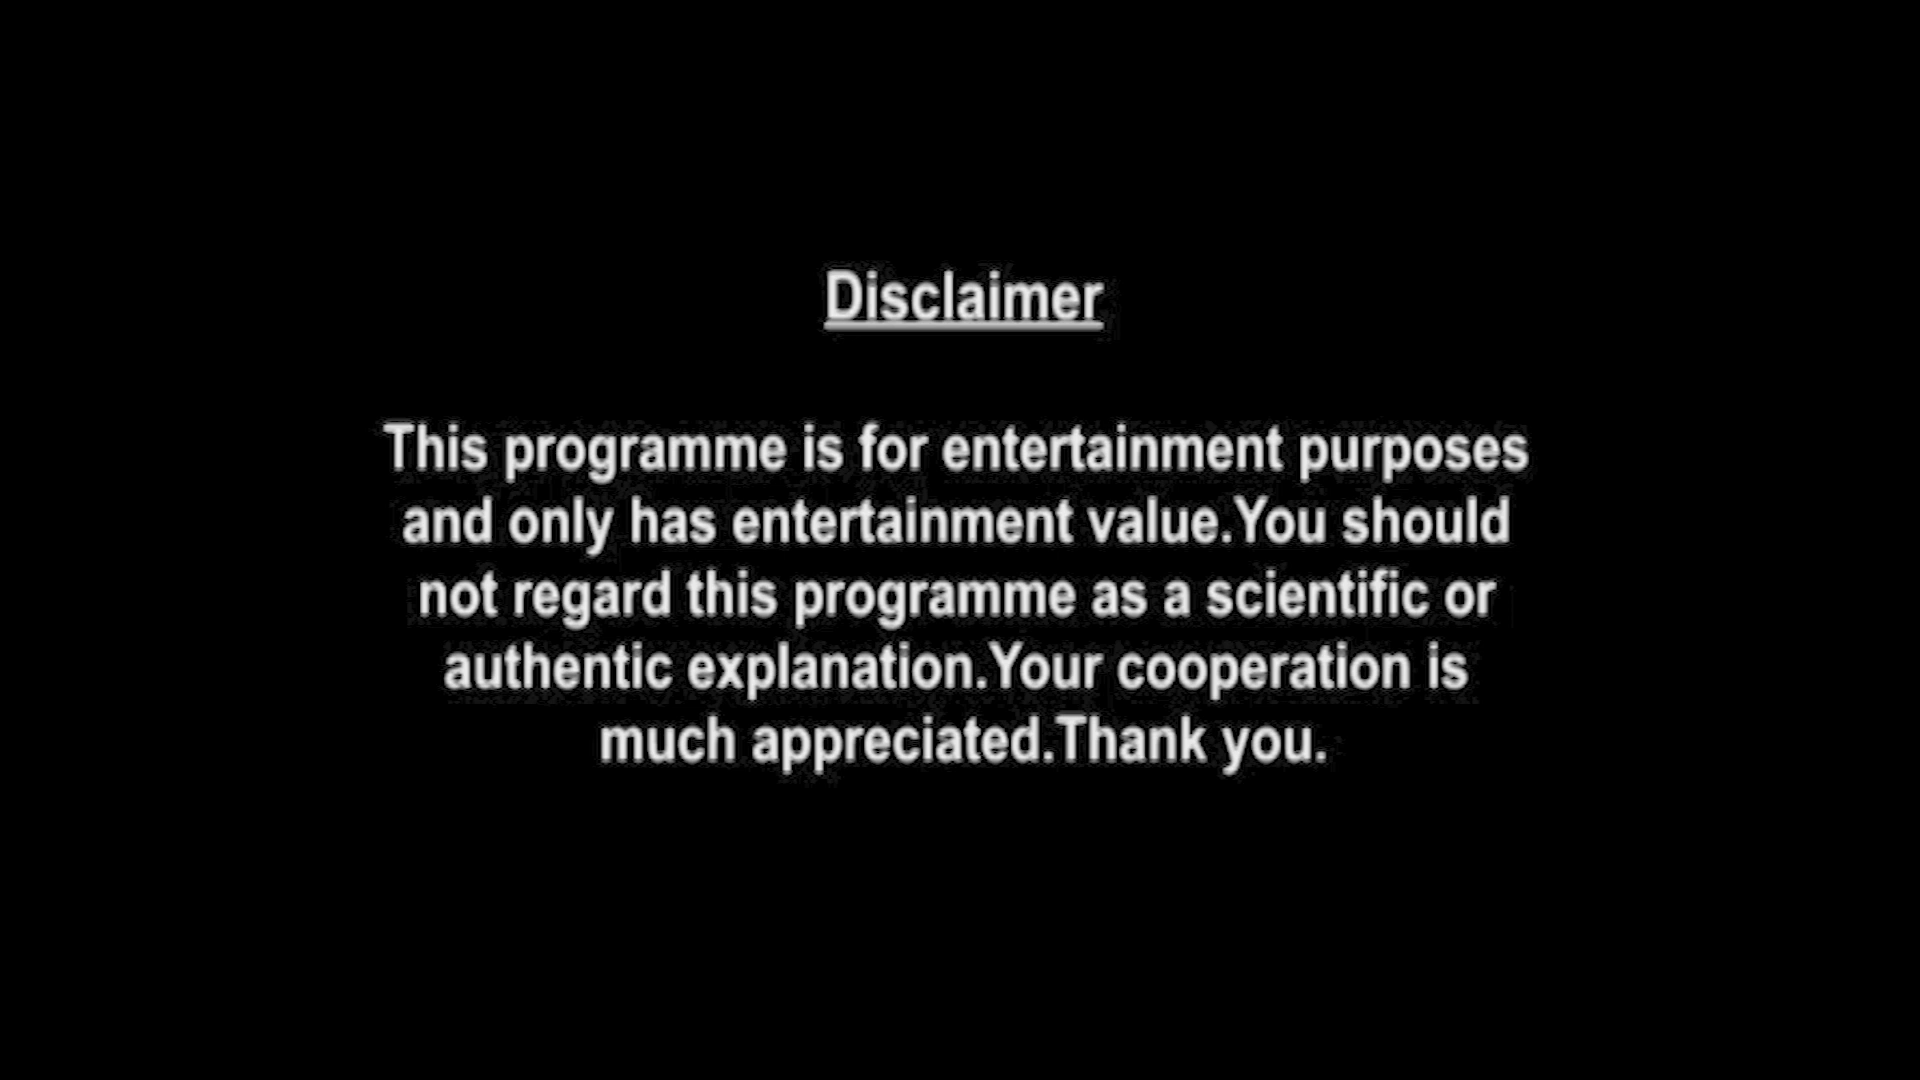 Disclaimer
This programme is for entertainment purposes
and only has entertainment value.You should
not regard this programme as a scientific or
authentic explanation.Your cooperation is
much appreciated.Thank you.